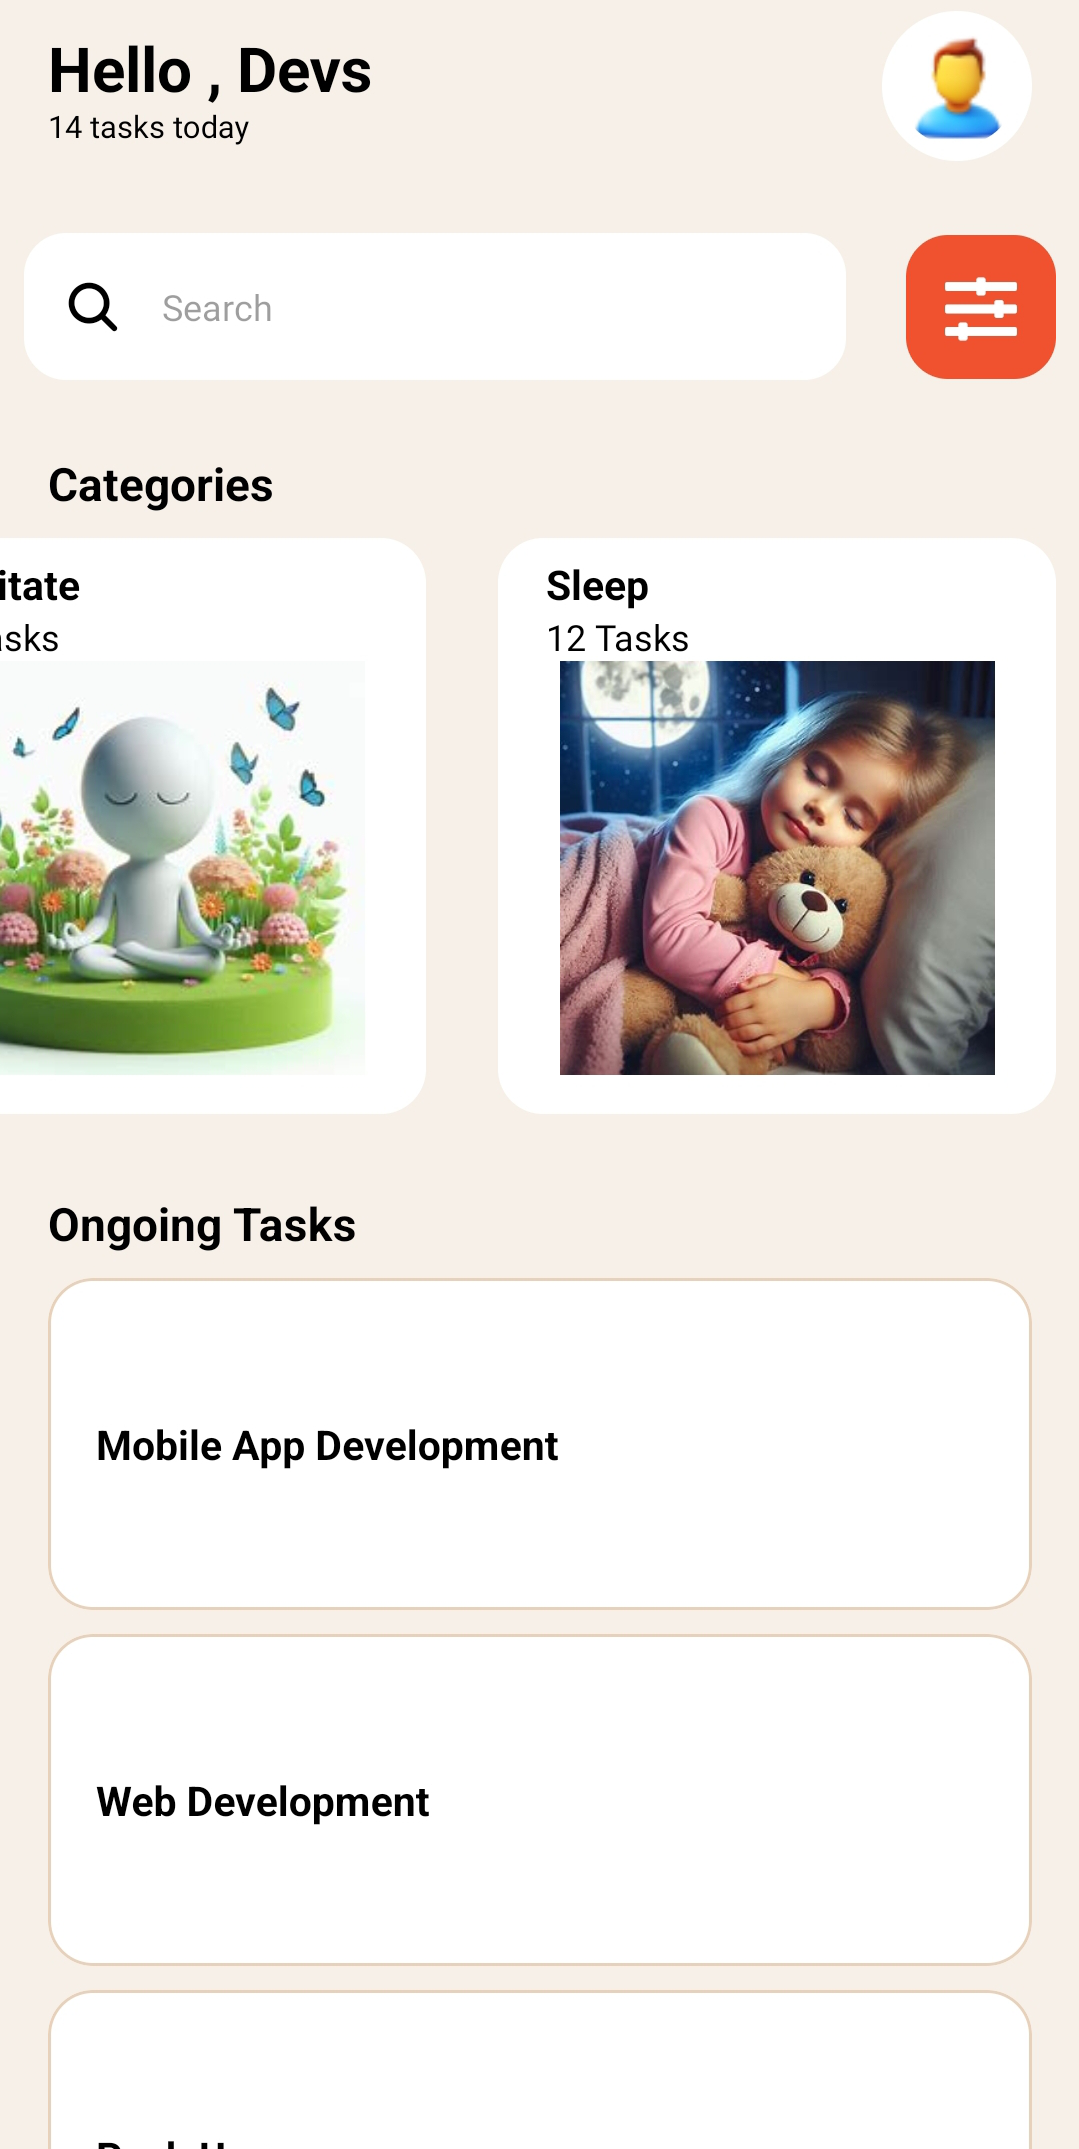 Hello , Devs
14 tasks today
Search
Categories
itate
asks
Sleep
12 Tasks
Ongoing Tasks
Mobile App Development
Web Development